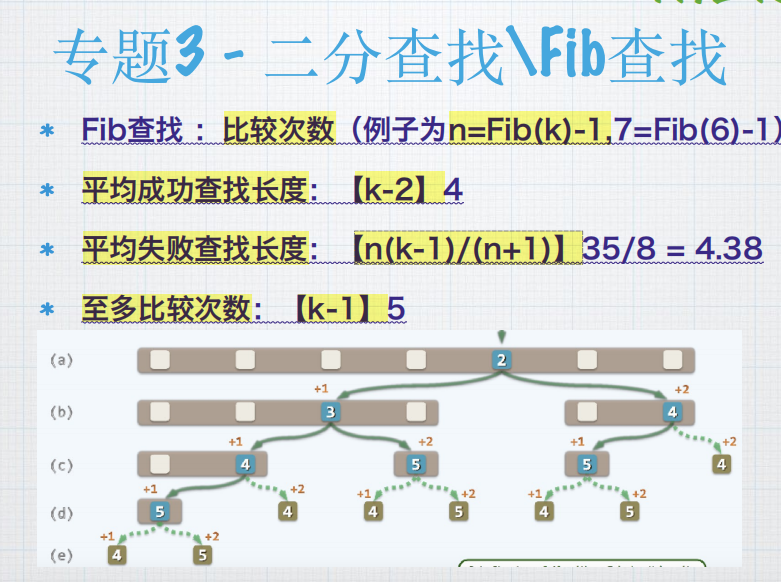 专题3 - 二分查找\Fib查找
* Fib查找 : 比较次数（例子为n=Fib(k)-1,7=Fib(6)-1）
* 平均成功查找长度: 【k-2】4
* 平均失败查找长度: 【n(k-1)/(n+1)】35/8 = 4.38
* 至多比较次数: 【k-1】5
(a) 2
+1 +2
(b) 3 4
+1 +2 +1 +2
(c) 4 5 5 4
+1 +2 +1 +2 +1 +2
(d) 5 4 4 5 4 5
+1 +2
(e) 4 5